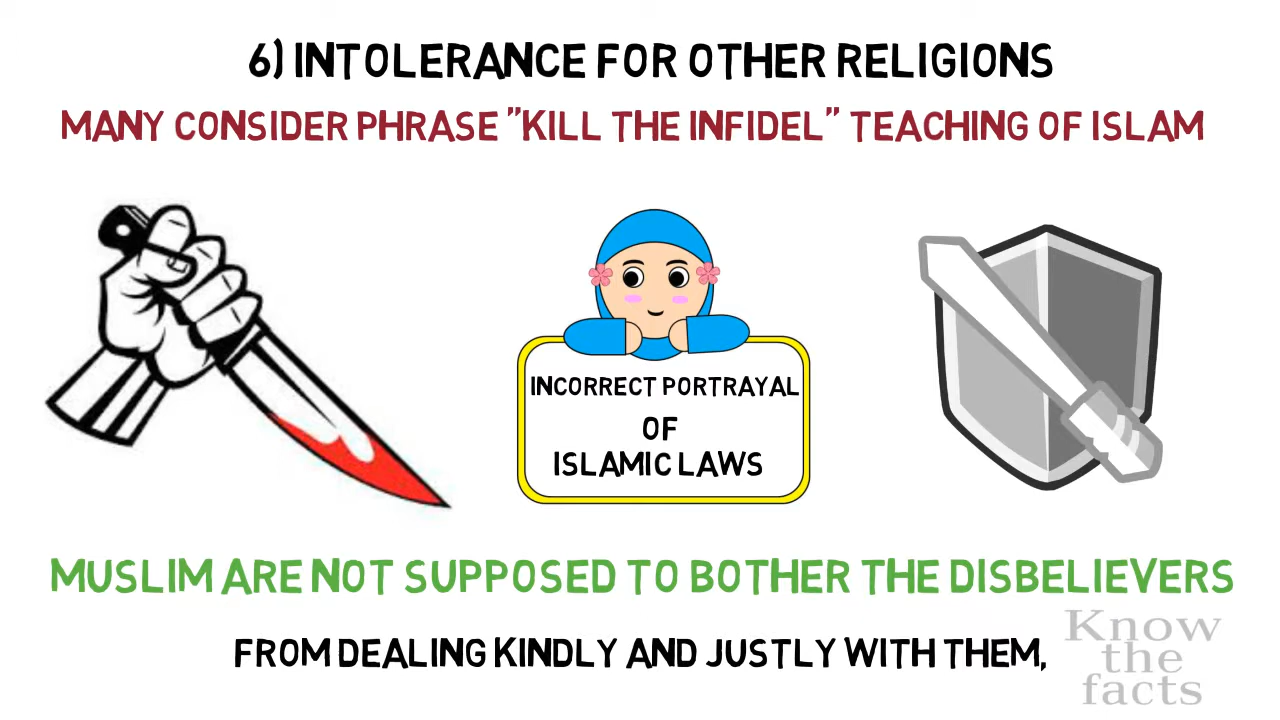 6) INTOLERANCE FOR OTHER RELIGIONS
MANY CONSIDER PHRASE "KILL THE INFIDEL" TEACHING OF ISLAM
INCORRECT PORTRAYAL
OF
ISLAMIC LAWS
MUSLIM ARE NOT SUPPOSED TO BOTHER THE DISBELIEVERS
FROM DEALING KINDLY AND JUSTLY WITH THEM,
Know
the
facts